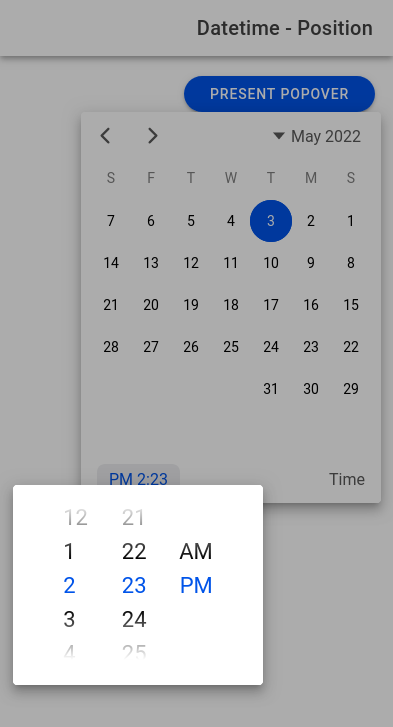 Datetime - Position
PRESENT POPOVER
May 2022
S F T W T M S
7 6 5 4 3 2 1
14 13 12 11 10 9 8
21 20 19 18 17 16 15
28 27 26 25 24 23 22
31 30 29
PM 2:23 Time
12 21
1 22 AM
2 23 PM
3 24
4 25